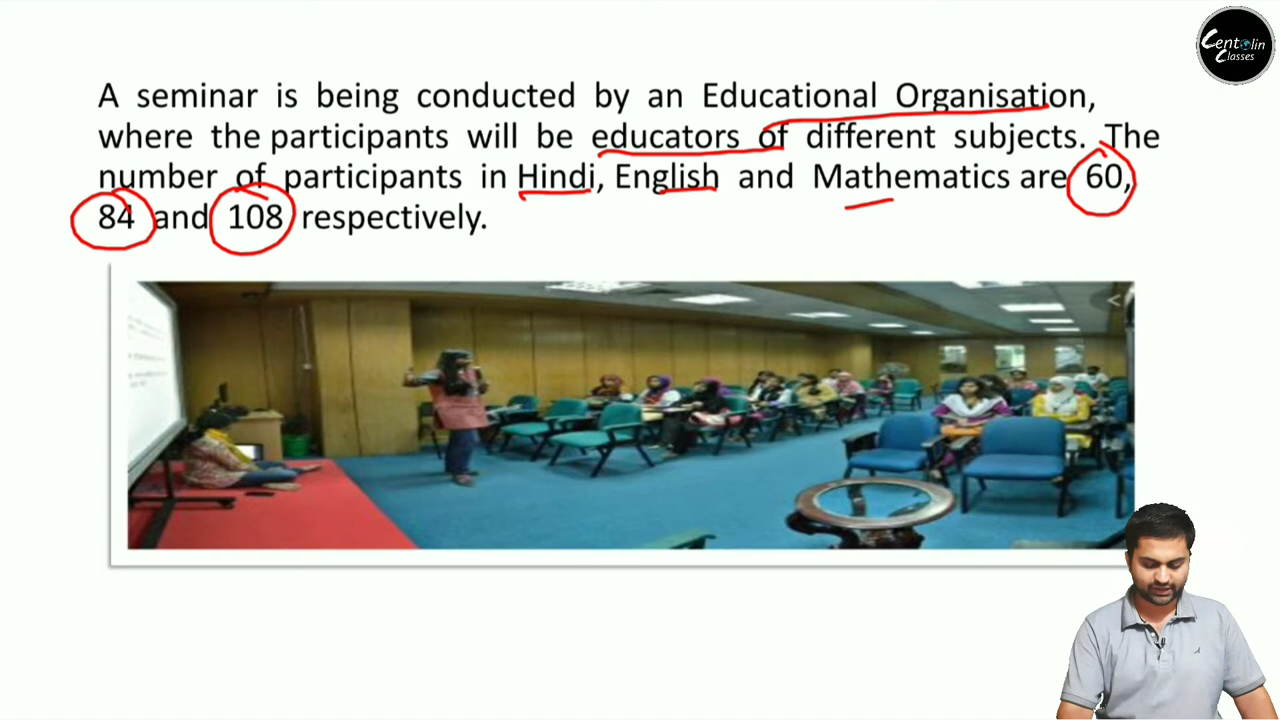 Centolin
Classes
A seminar is being conducted by an Educational Organisation,
where the participants will be educators of different subjects. The
number of participants in Hindi, English and Mathematics are 60,
84 and 108 respectively.
<